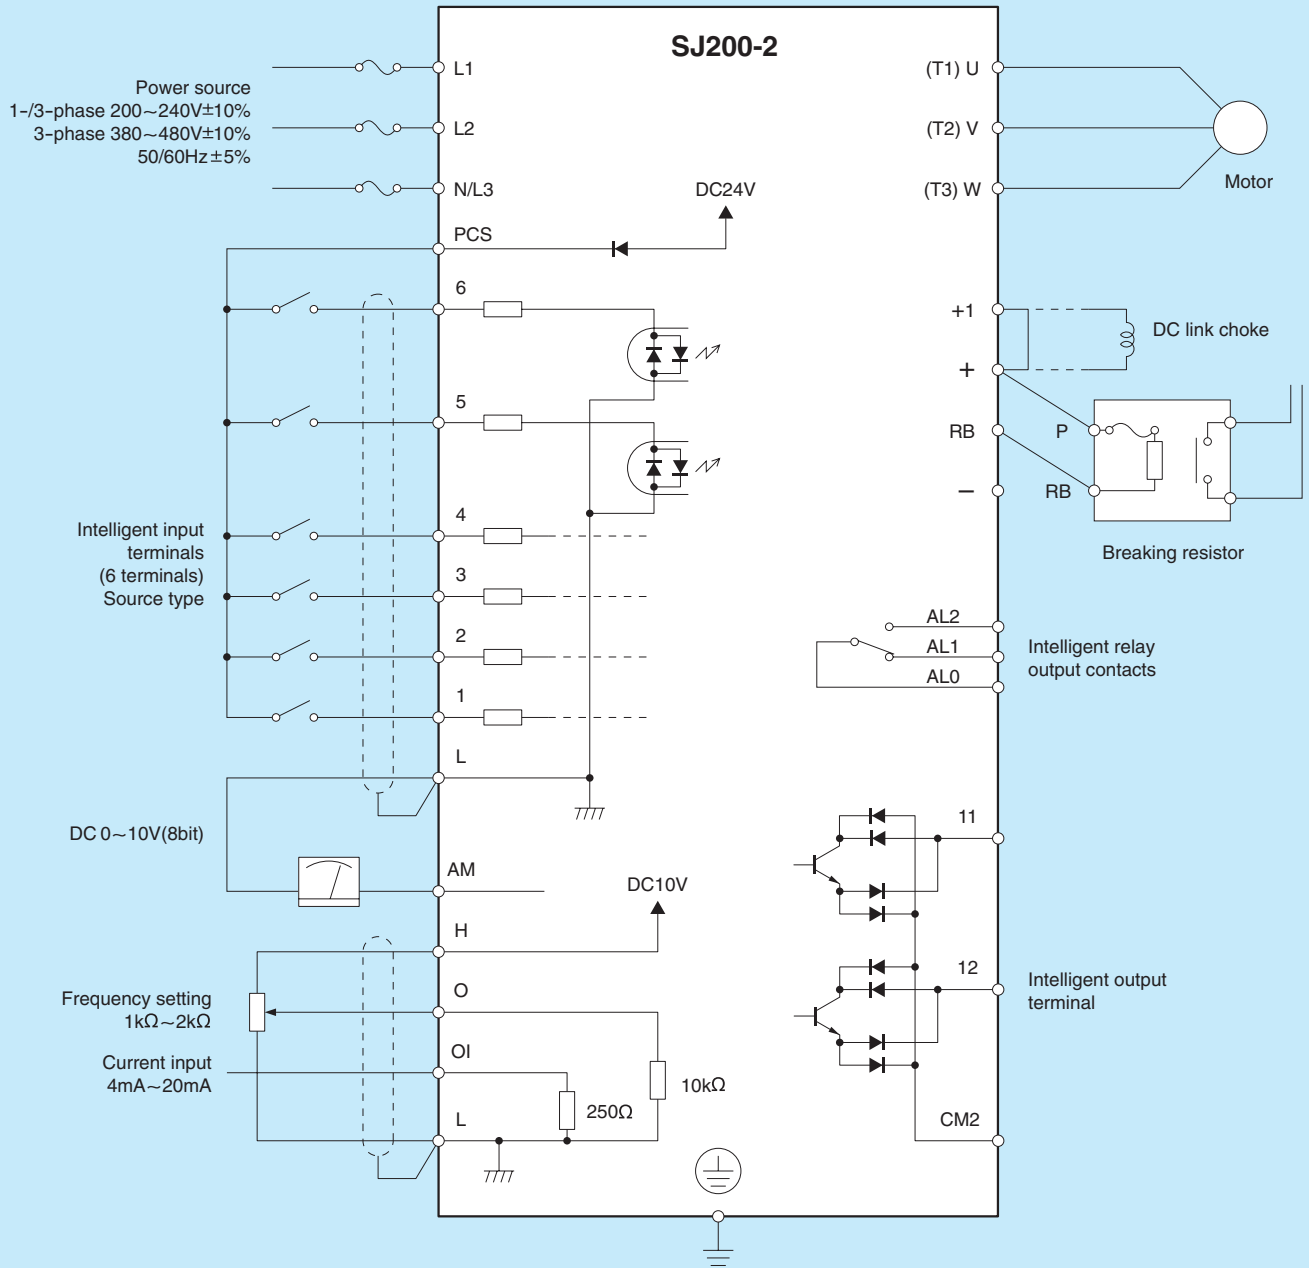 SJ200-2
Power source
1-/3-phase 200~240V±10%
3-phase 380~480V±10%
50/60Hz±5%
L1
L2
N/L3
PCS
DC24V
(T1) U
(T2) V
(T3) W
Motor
6
5
4
3
2
1
L
Intelligent input
terminals
(6 terminals)
Source type
+1
+
RB
−
DC link choke
P
RB
Breaking resistor
AL2
AL1
AL0
Intelligent relay
output contacts
DC 0~10V(8bit)
AM
H
DC10V
O
OI
L
Frequency setting
1kΩ~2kΩ
Current input
4mA~20mA
250Ω
10kΩ
11
12
CM2
Intelligent output
terminal